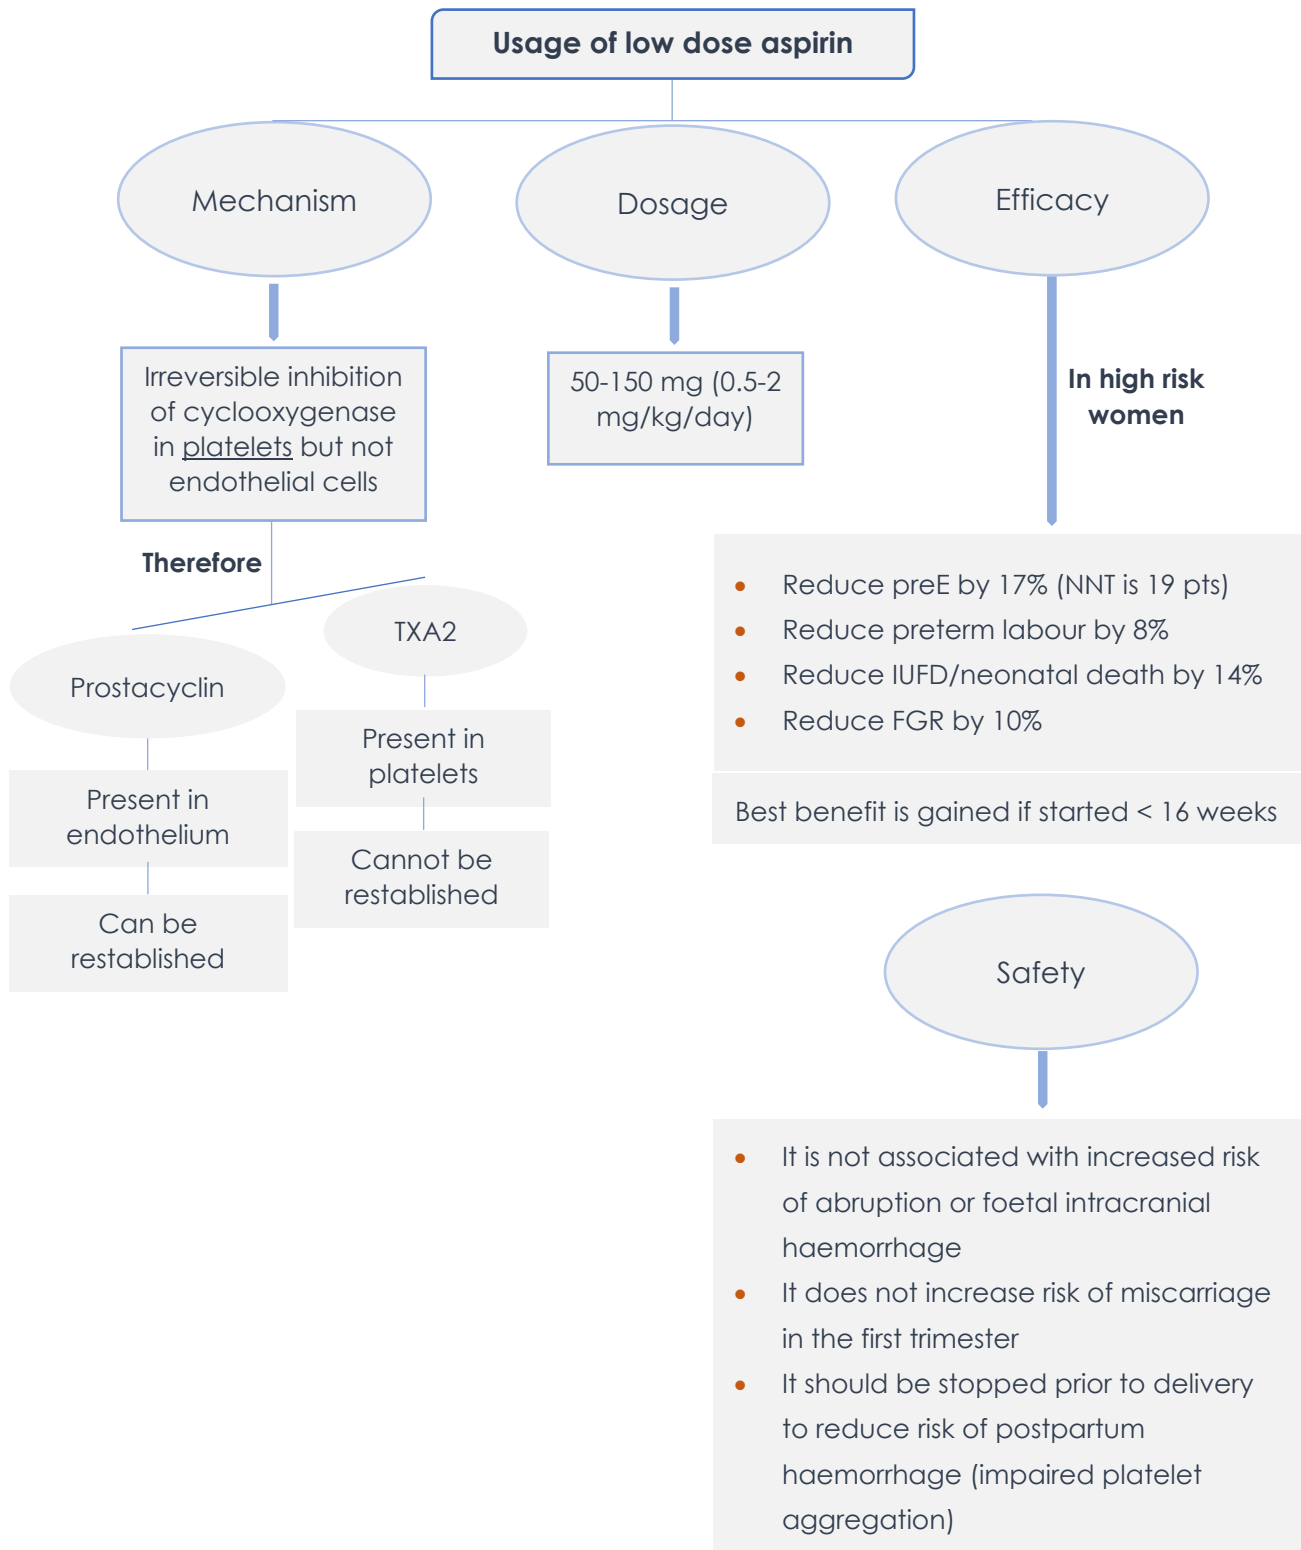 Usage of low dose aspirin
Mechanism
Dosage
Efficacy
Irreversible inhibition
of cyclooxygenase
in platelets but not
endothelial cells
50-150 mg (0.5-2
mg/kg/day)
In high risk
women
Therefore
TXA2
Prostacyclin
Present in
platelets
Present in
endothelium
Cannot be
restablished
Can be
restablished
• Reduce preE by 17% (NNT is 19 pts)
• Reduce preterm labour by 8%
• Reduce IUFD/neonatal death by 14%
• Reduce FGR by 10%
Best benefit is gained if started < 16 weeks
Safety
• It is not associated with increased risk
of abruption or foetal intracranial
haemorrhage
• It does not increase risk of miscarriage
in the first trimester
• It should be stopped prior to delivery
to reduce risk of postpartum
haemorrhage (impaired platelet
aggregation)